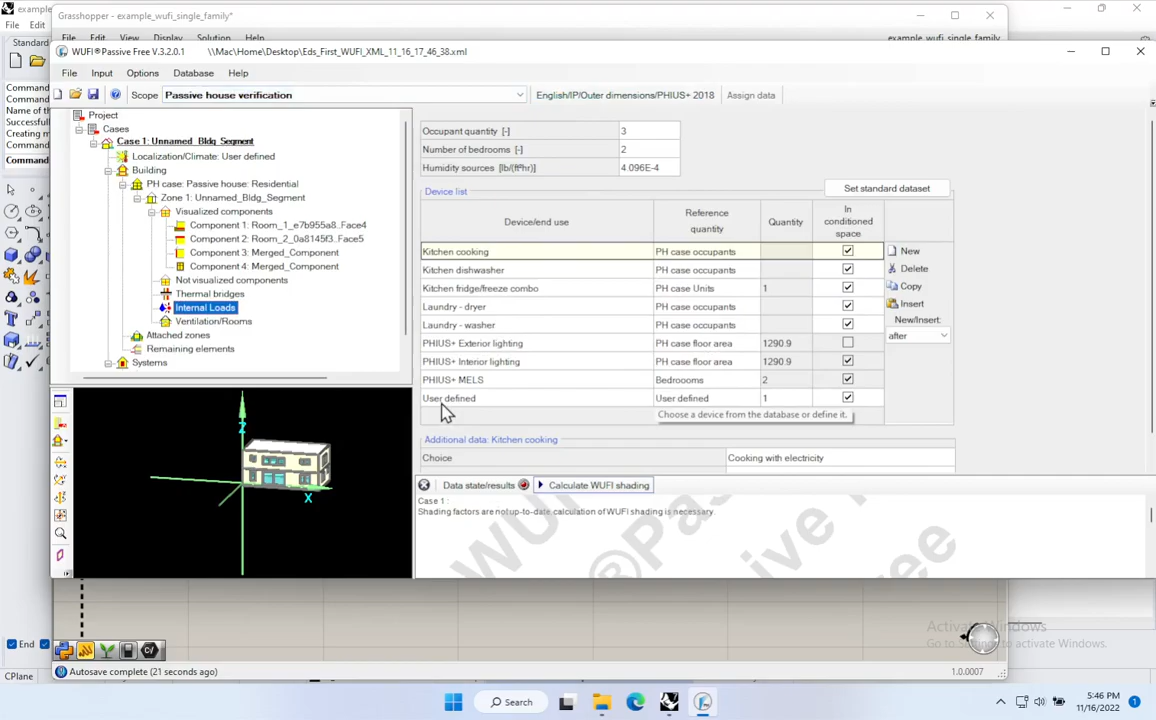 example
Grasshopper - example_wufi_single_family*
File Edit
File Edit View Display Solution Help
example_wufi_single_family
WUFI®Passive Free V.3.2.0.1 \\Mac\Home\Desktop\Eds_First_WUFI_XML_11_16_17_46_38.xml
Standard
File Input Options Database Help
Scope Passive house verification English/IP/Outer dimensions/PHIUS+ 2018 Assign data
Comman
Comman
Name of th
Successfull
Creating m
Comman
Command
Project
Cases
Case 1: Unnamed_Bldg_Segment
Localization/Climate: User defined
Building
PH case: Passive house: Residential
Zone 1: Unnamed_Bldg_Segment
Visualized components
Component 1: Room_1_e7b955a8..Face4
Component 2: Room_2_0a8145f3..Face5
Component 3: Merged_Component
Component 4: Merged_Component
Not visualized components
Thermal bridges
Internal Loads
Ventilation/Rooms
Attached zones
Remaining elements
Systems
Occupant quantity [-] 3
Number of bedrooms [-] 2
Humidity sources [lb/(ft²hr)] 4.096E-4
Device list
Set standard dataset
Device/end use Reference quantity Quantity In conditioned space
Kitchen cooking PH case occupants
Kitchen dishwasher PH case occupants
Kitchen fridge/freeze combo PH case Units 1
Laundry - dryer PH case occupants
Laundry - washer PH case occupants
PHIUS+ Exterior lighting PH case floor area 1290.9
PHIUS+ Interior lighting PH case floor area 1290.9
PHIUS+ MELS Bedroooms 2
User defined User defined 1
New
Delete
Copy
Insert
New/Insert:
after
Choose a device from the database or define it.
Additional data: Kitchen cooking
Choice Cooking with electricity
Data state/results Calculate WUFI shading
Case 1 :
Shading factors are not up-to-date calculation of WUFI shading is necessary.
WUFI®Passive Free
Z
X
End
CPlane
Autosave complete (21 seconds ago)
1.0.0007
Activate Windows
Go to Settings to activate Windows.
Search
5:46 PM
11/16/2022
1